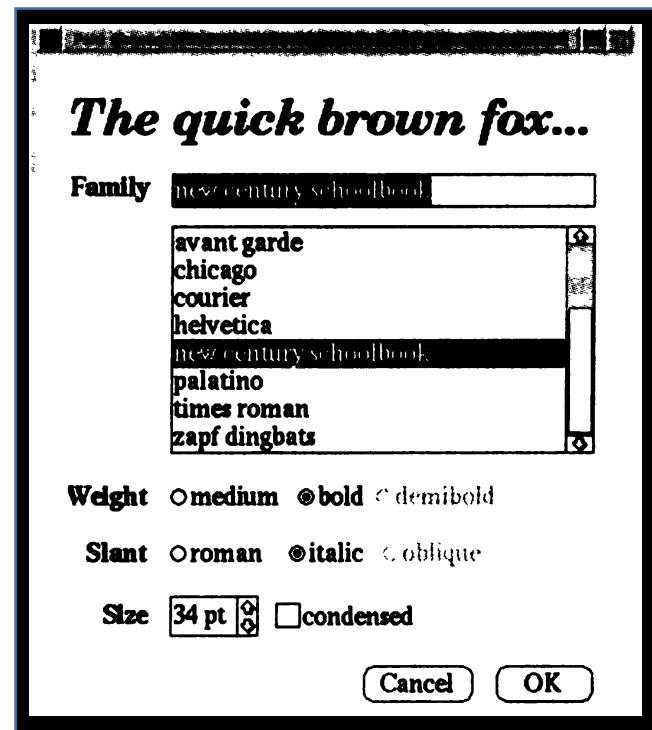 The quick brown fox...
Family new century schoolbook
avant garde
chicago
courier
helvetica
new century schoolbook
palatino
times roman
zapf dingbats
Weight medium bold demibold
Slant roman italic oblique
Size 34 pt condensed
Cancel OK